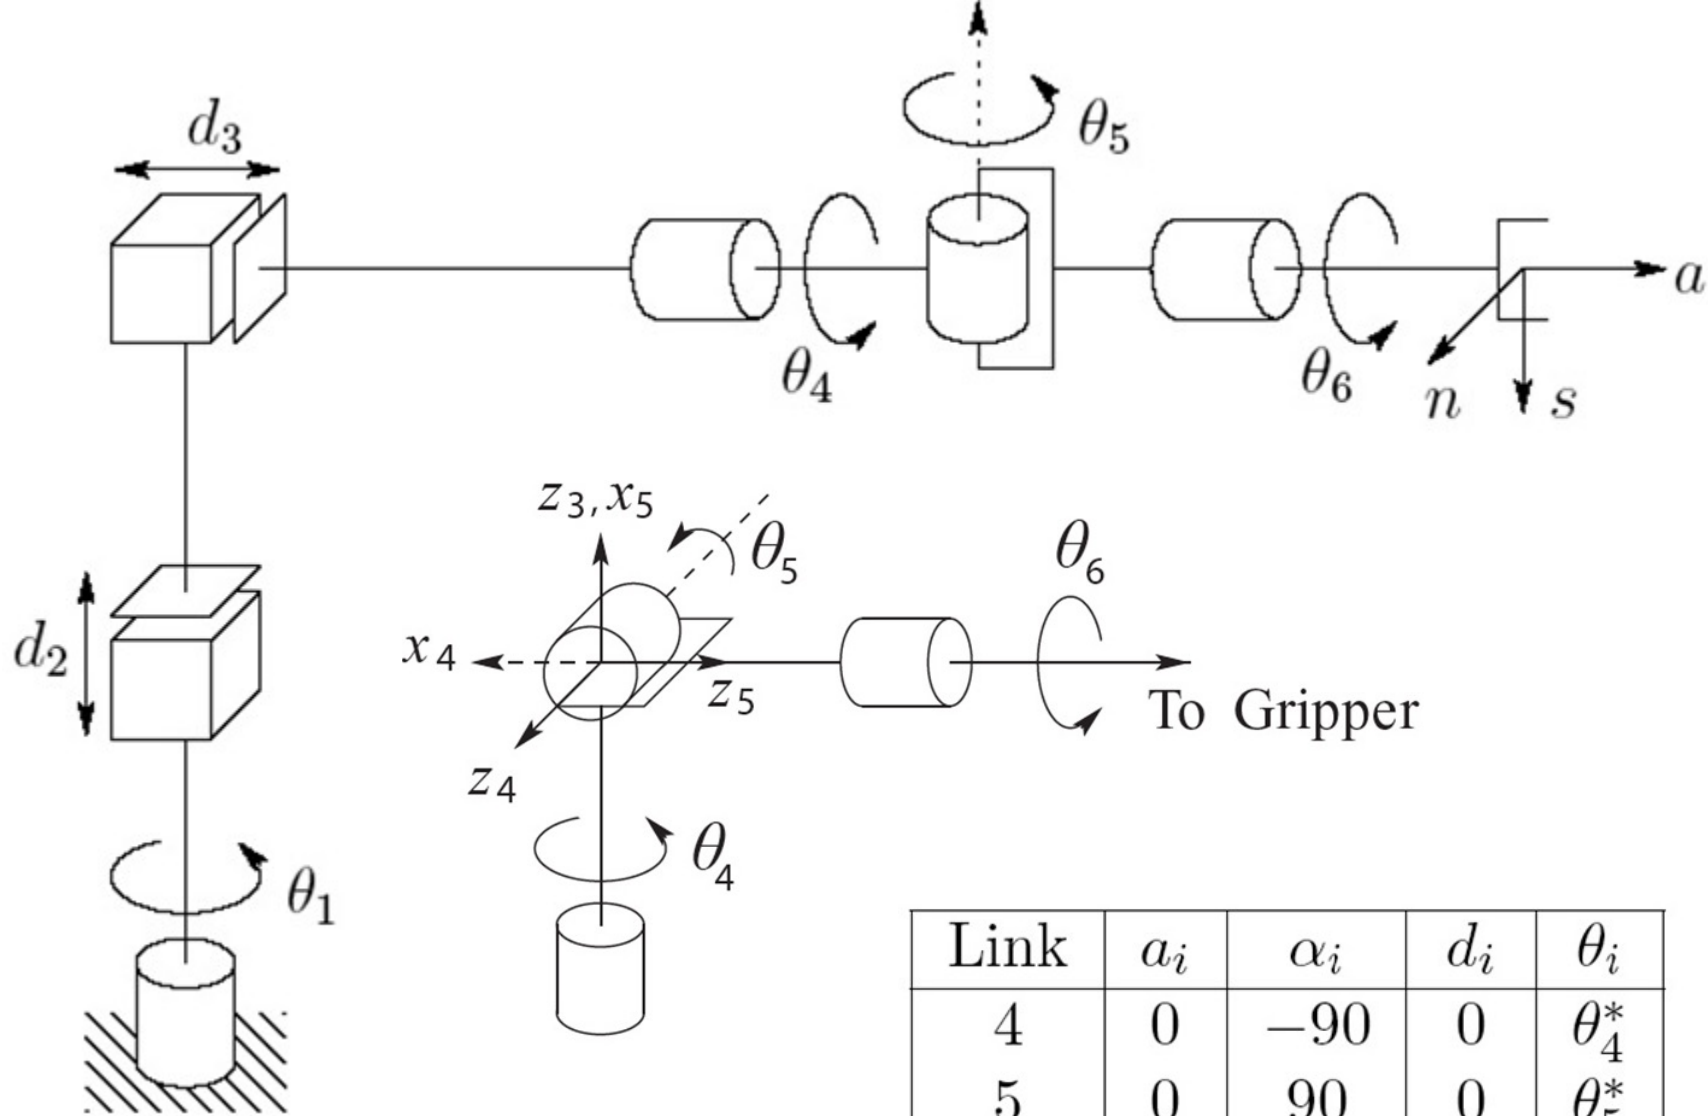 d₃
θ₅
a
θ₄
θ₆
n
s
z₃, x₅
θ₅
θ₆
x₄
z₅
d₂
To Gripper
z₄
θ₄
θ₁
Link aᵢ αᵢ dᵢ θᵢ
4 0 −90 0 θ₄*
5 0 90 0 θ₅*